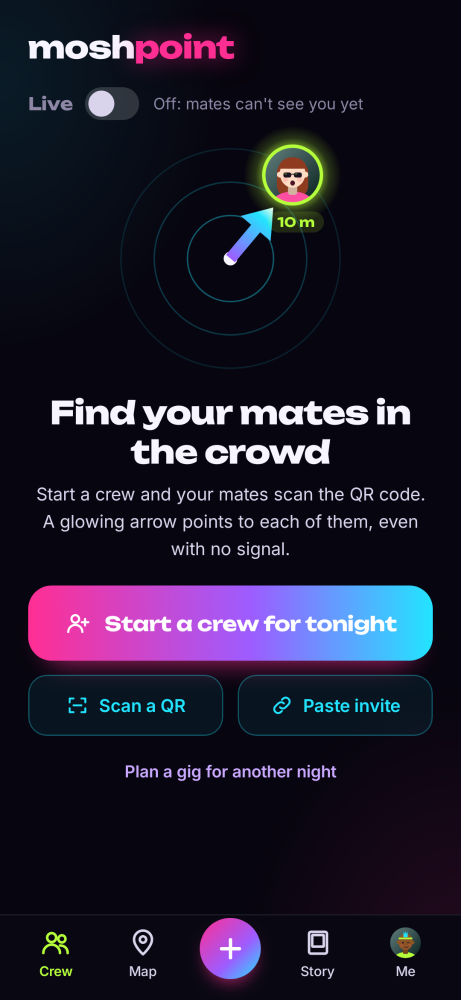 moshpoint
Live
Off: mates can't see you yet
10 m
Find your mates in
the crowd
Start a crew and your mates scan the QR code.
A glowing arrow points to each of them, even
with no signal.
Start a crew for tonight
Scan a QR
Paste invite
Plan a gig for another night
Crew
Map
Story
Me